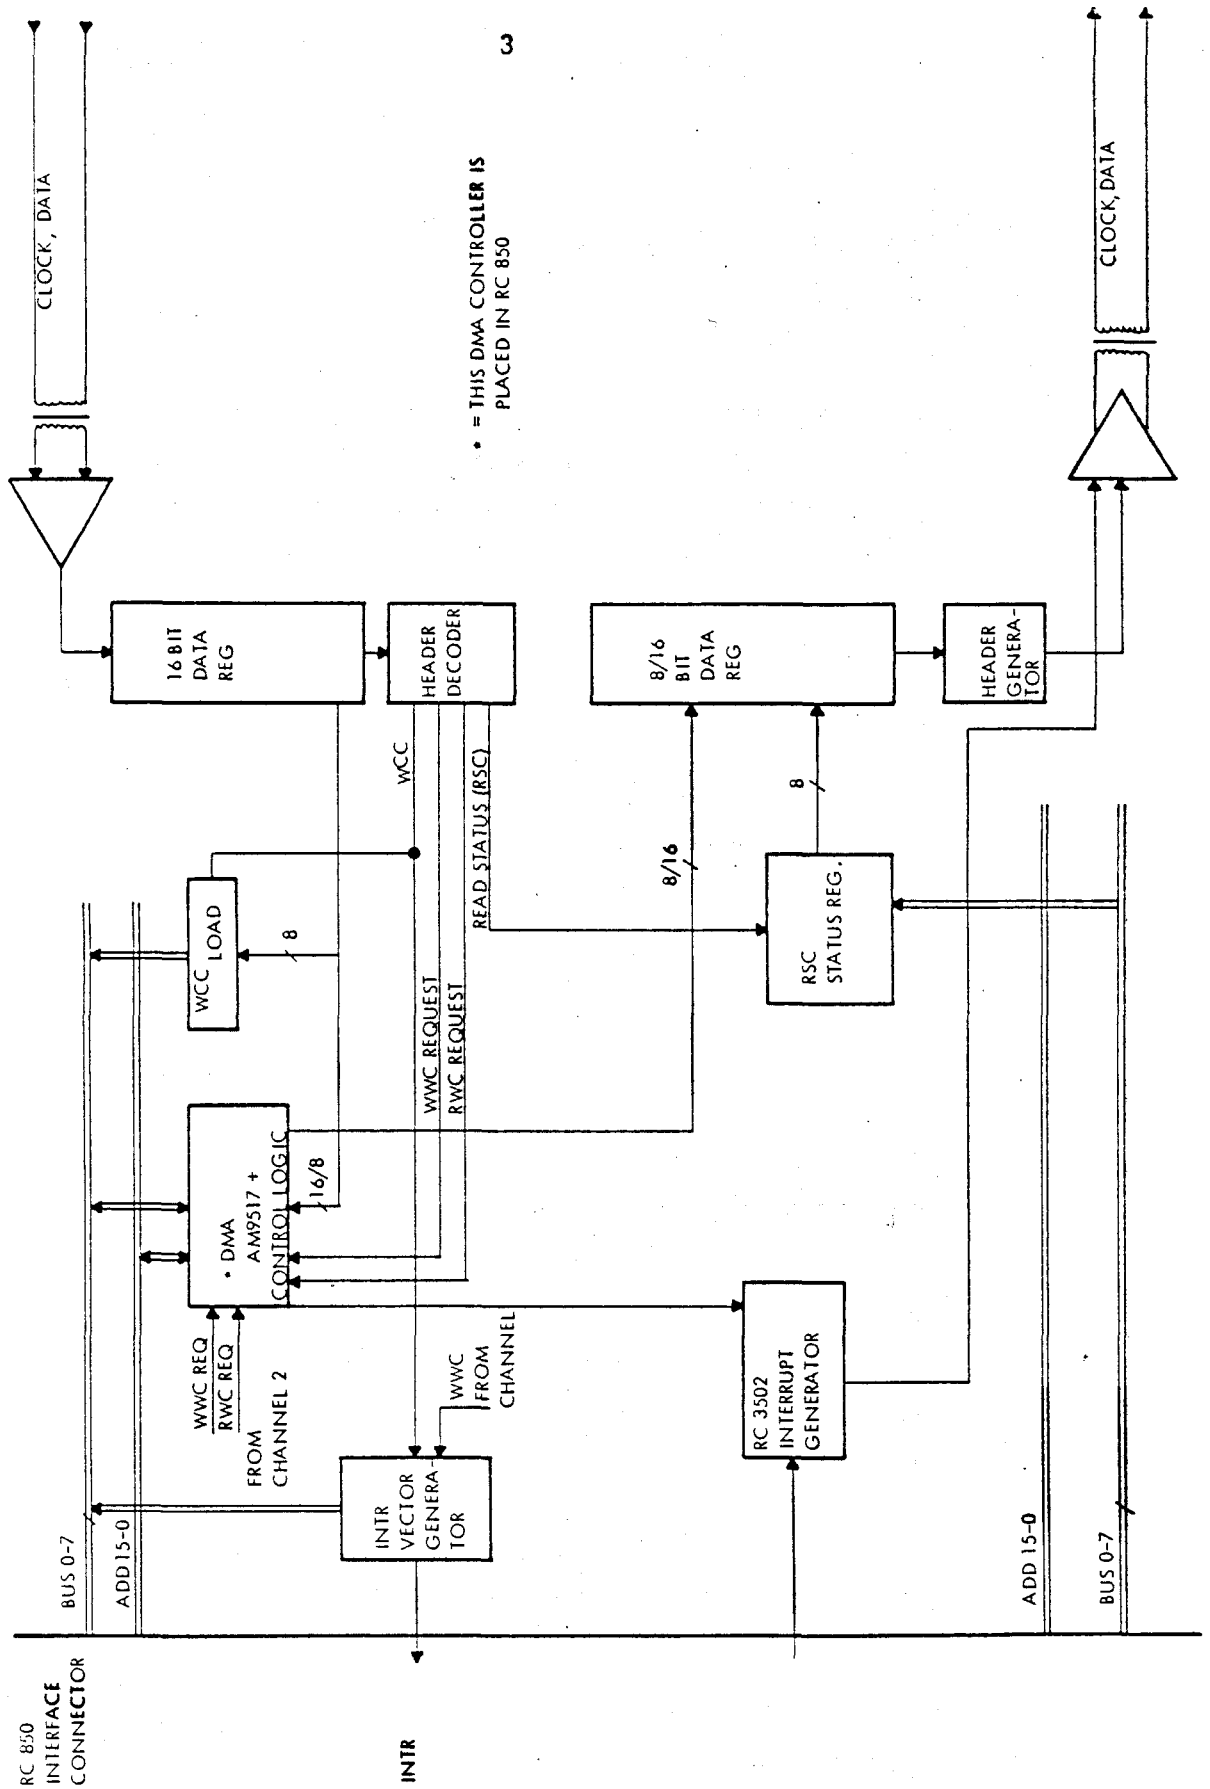 3
RC 850
INTERFACE
CONNECTOR
BUS 0-7
ADD 15-0
INTR
INTR
VECTOR
GENERA-
TOR
WWC REQ
RWC REQ
FROM
CHANNEL 2
WWC
FROM
CHANNEL
* DMA
AM9517 +
CONTROL LOGIC
16/8
WCC
LOAD
8
WWC REQUEST
RWC REQUEST
WCC
READ STATUS (RSC)
16 BIT
DATA
REG
HEADER
DECODER
CLOCK, DATA
* = THIS DMA CONTROLLER IS
PLACED IN RC 850
RC 3502
INTERRUPT
GENERATOR
8/16
RSC
STATUS REG.
8
8/16
BIT
DATA
REG
HEADER
GENERA-
TOR
CLOCK, DATA
ADD 15-0
BUS 0-7